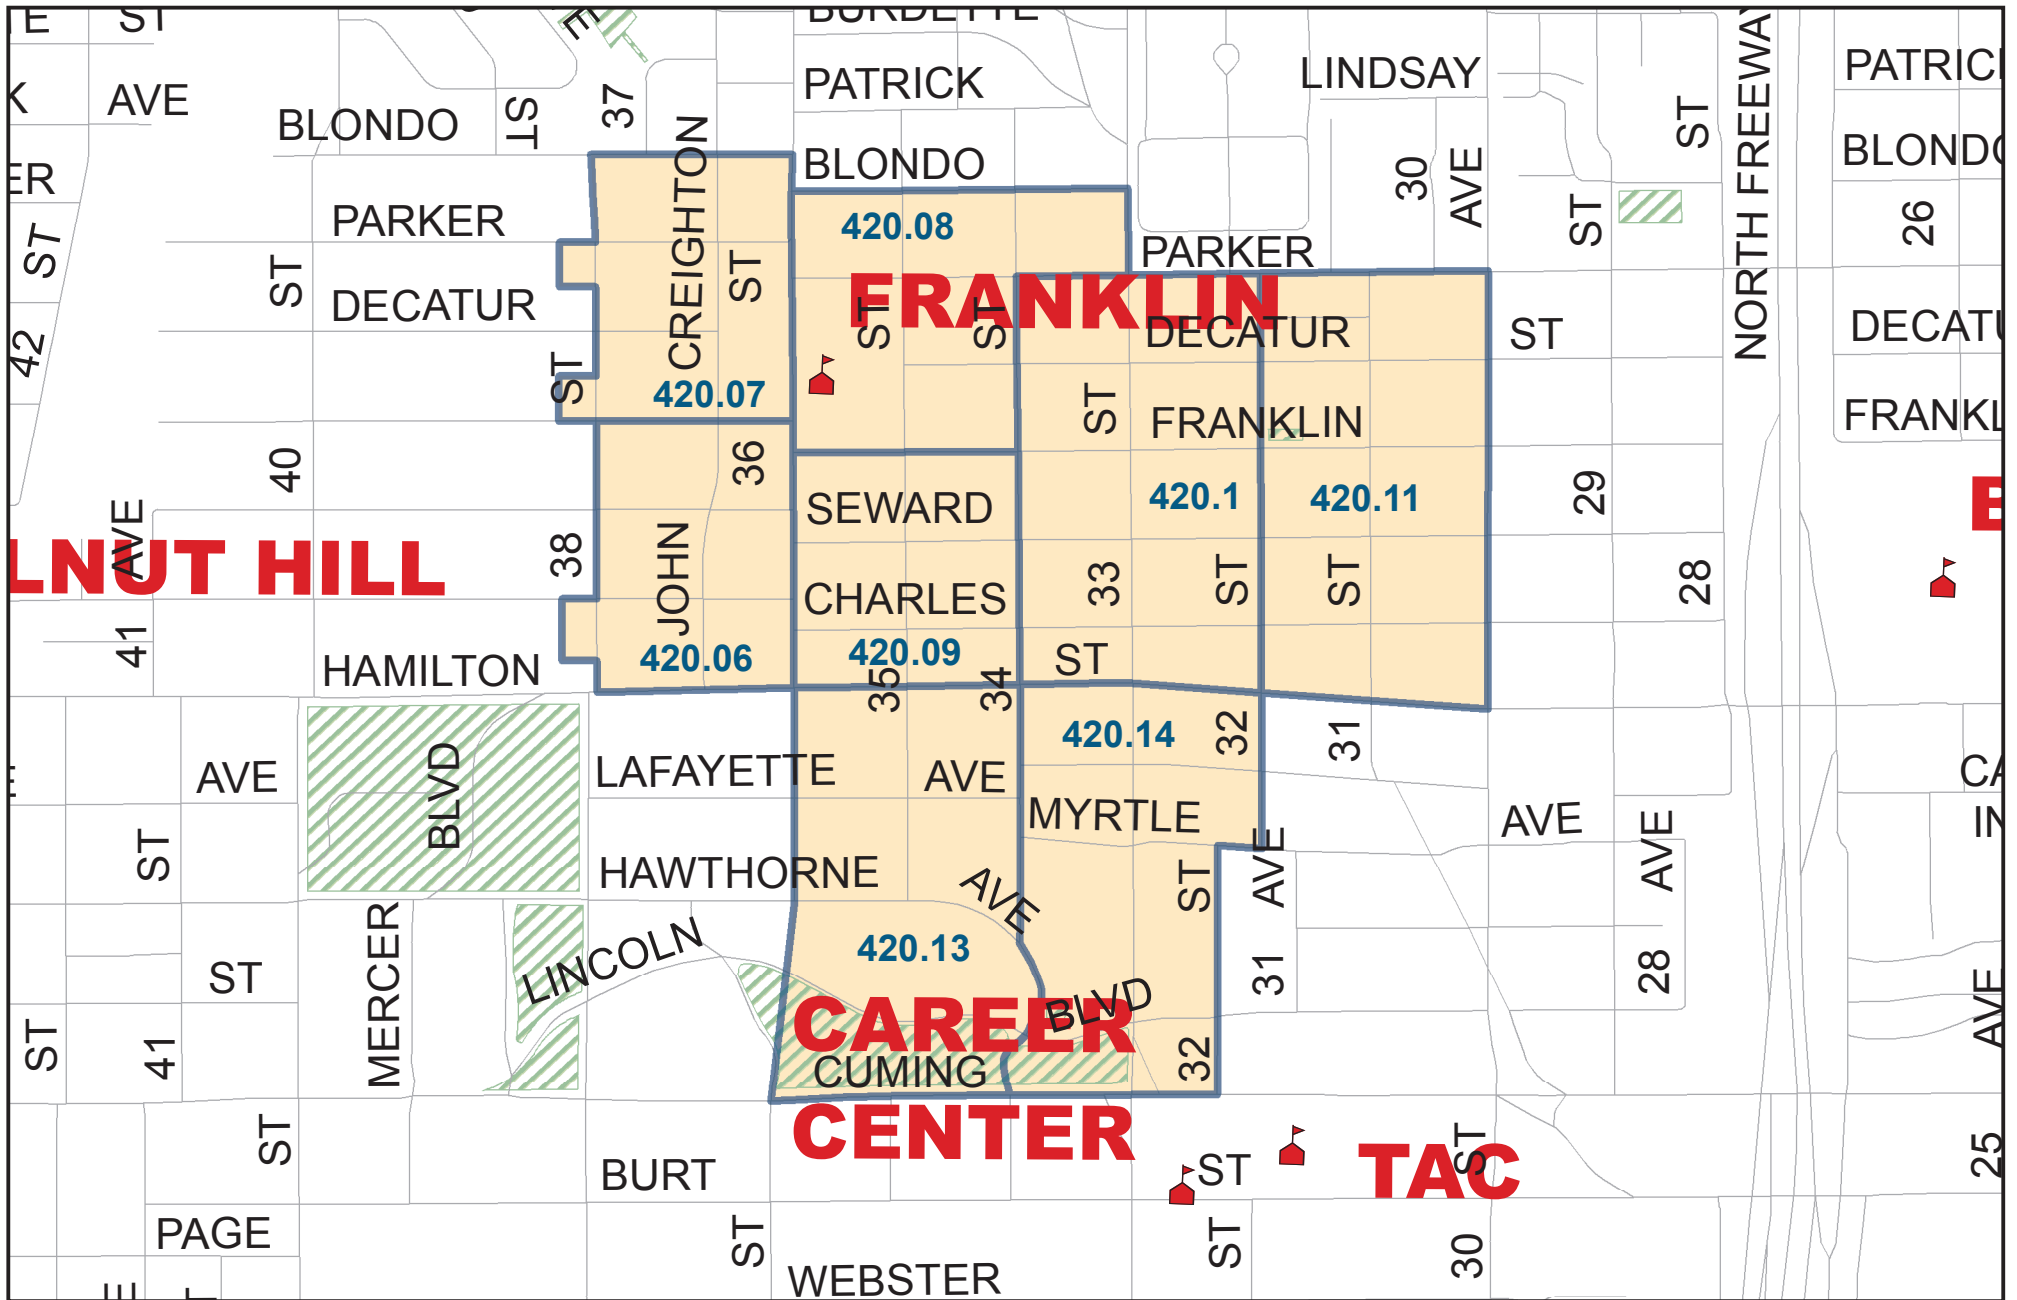 ST
BURDETTE
PATRICK
LINDSAY
AVE
BLONDO
ST
37
CREIGHTON
BLONDO
30
AVE
ST
NORTH FREEWAY
BLONDO
PARKER
ST
42
ST
DECATUR
ST
ST
420.07
420.08
PARKER
FRANKLIN
ST
ST
DECATUR
ST
ST
26
FRANKLIN
ST
40
36
SEWARD
420.1
420.11
29
AVE
38
JOHN
CHARLES
33
ST
ST
28
41
HAMILTON
420.06
420.09
35
34
ST
HILL
AVE
BLVD
LAFAYETTE
AVE
420.14
32
31
MYRTLE
AVE
AVE
ST
HAWTHORNE
AVE
ST
AVE
MERCER
LINCOLN
420.13
31
28
ST
ST
41
CAREER
BLVD
CUMING
32
AVE
CENTER
ST
BURT
ST
TAC
ST
25
PAGE
ST
ST
30
WEBSTER